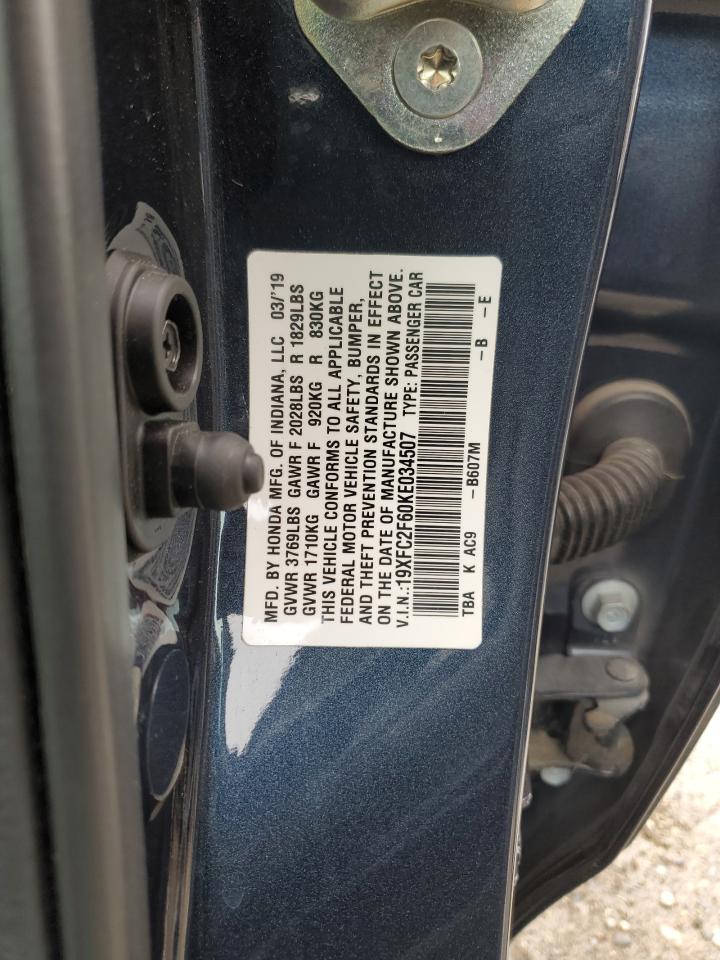 MFD. BY HONDA MFG. OF INDIANA, LLC 03/'19
GVWR 3769LBS GAWR F 2028LBS R 1829LBS
GVWR 1710KG GAWR F 920KG R 830KG
THIS VEHICLE CONFORMS TO ALL APPLICABLE
FEDERAL MOTOR VEHICLE SAFETY, BUMPER,
AND THEFT PREVENTION STANDARDS IN EFFECT
ON THE DATE OF MANUFACTURE SHOWN ABOVE.
V.I.N.:19XFC2F60KE034507 TYPE: PASSENGER CAR
TBA K AC9 -B607M -B -E